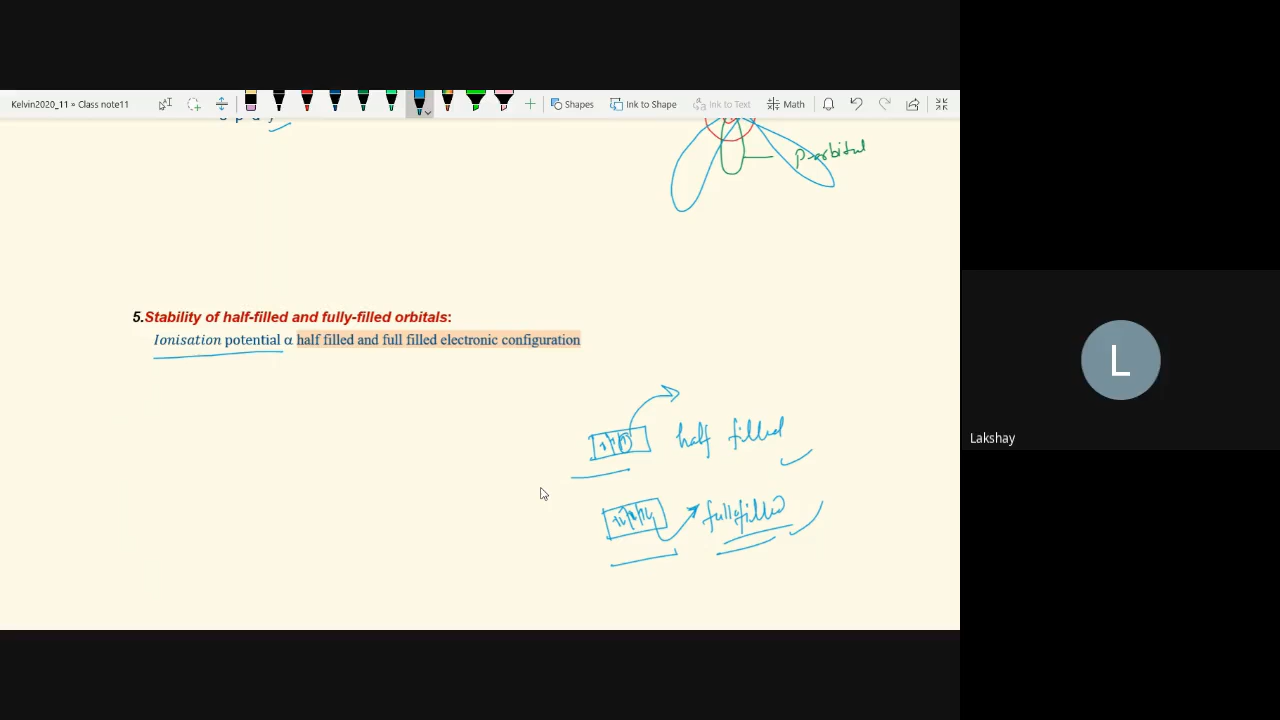 Kelvin2020_11 » Class note11
Shapes
Ink to Shape
Ink to Text
Math
s p d f
P-orbital
5.Stability of half-filled and fully-filled orbitals:
Ionisation potential α half filled and full filled electronic configuration
half filled
fullefilled
L
Lakshay